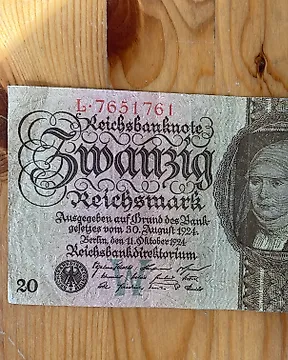 L·7651761
Reichsbanknote
Zwanzig
Reichsmark
Ausgegeben auf Grund des Bank-
gesetzes vom 30. August 1924
Berlin, den 11. Oktober 1924
Reichsbankdirektorium
20